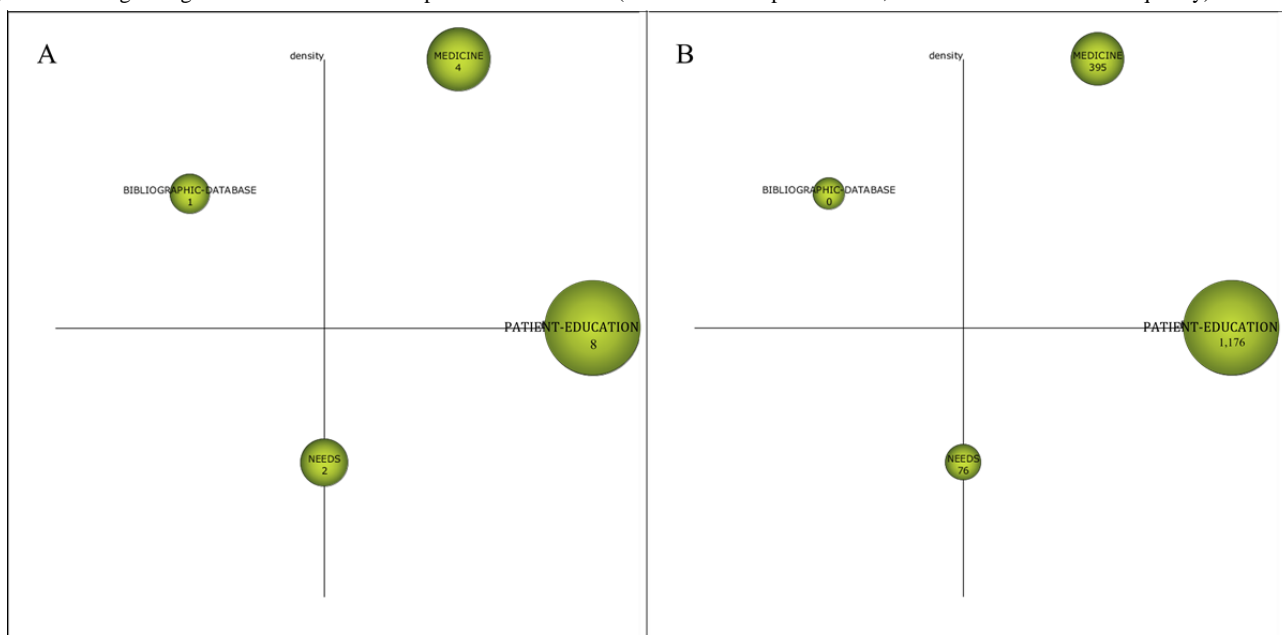 A
density
MEDICINE
4
BIBLIOGRAPHIC-DATABASE
1
PATIENT-EDUCATION
8
NEEDS
2
B
density
MEDICINE
395
BIBLIOGRAPHIC-DATABASE
0
PATIENT-EDUCATION
1,176
NEEDS
76